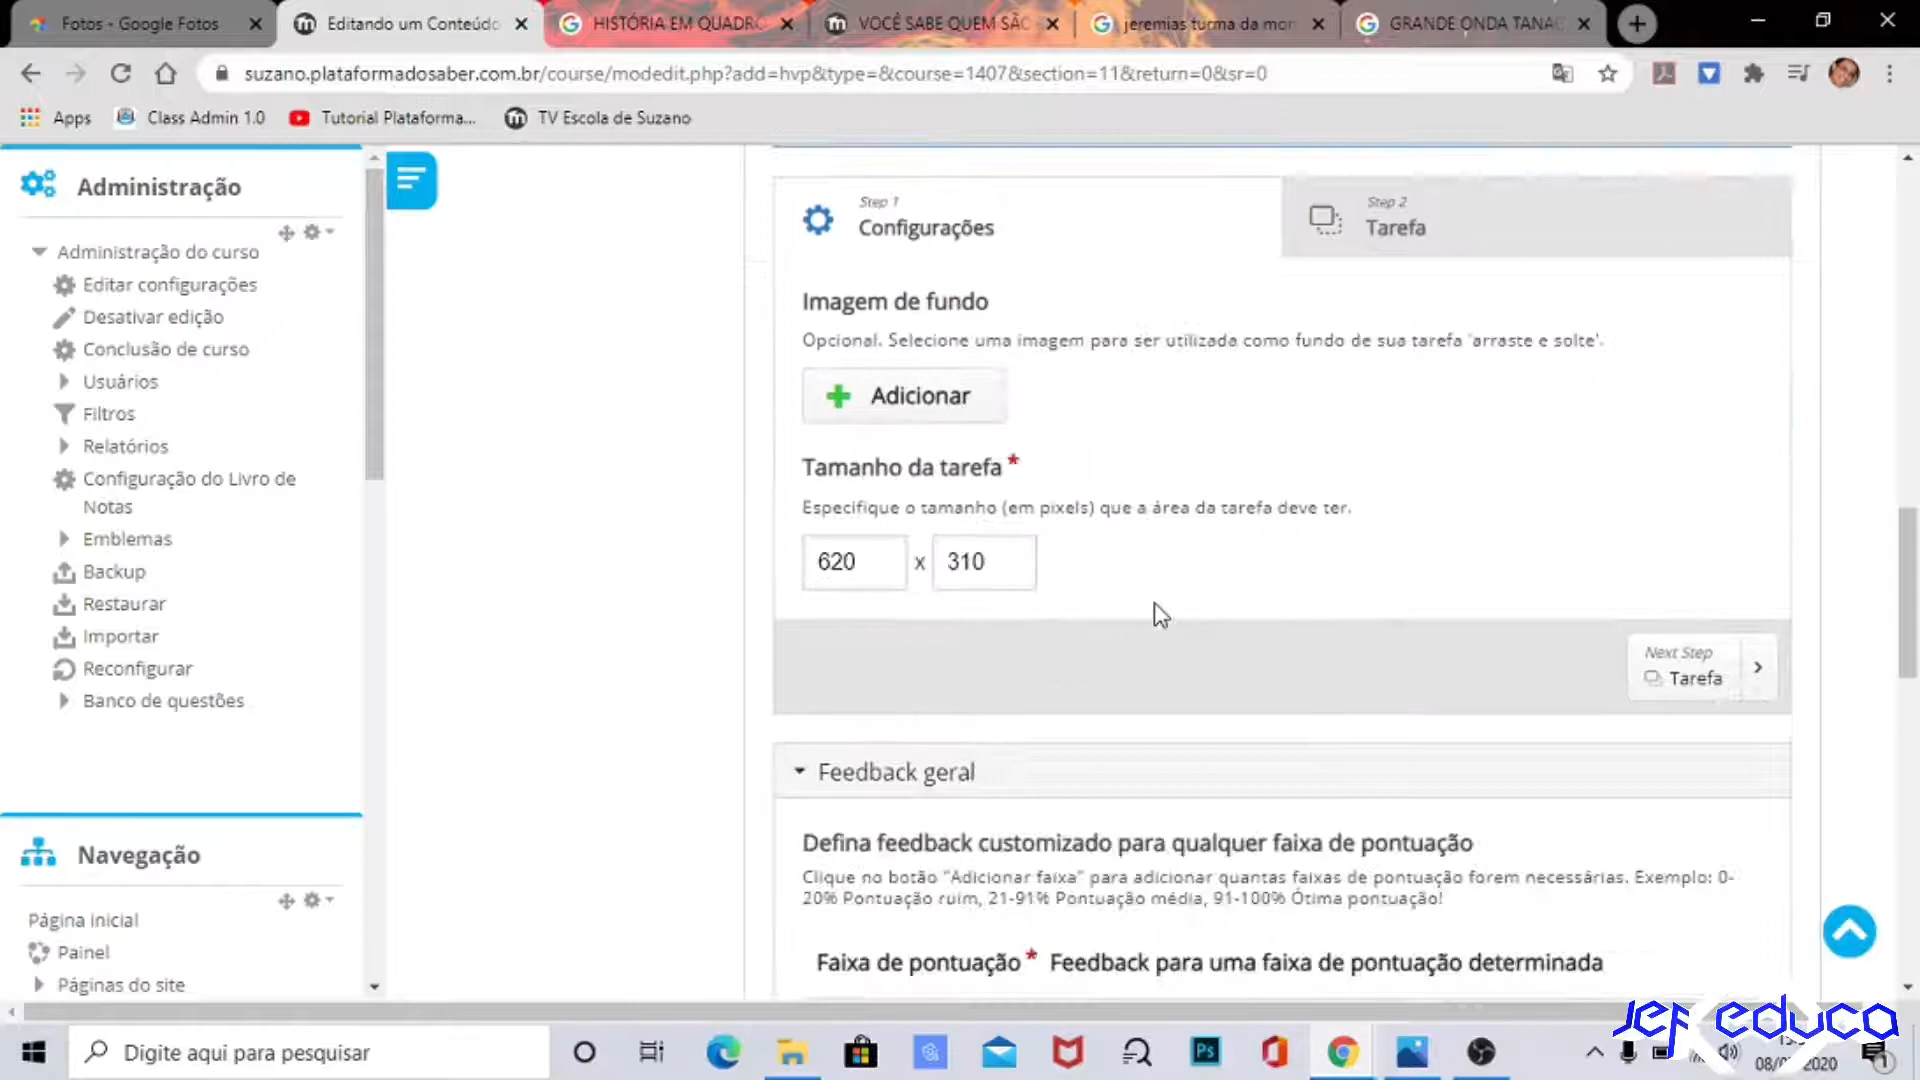 Fotos - Google Fotos
Editando um Conteúdo
HISTÓRIA EM QUADRO
VOCÊ SABE QUEM SÃO
jeremias turma da mon
GRANDE ONDA TANA
suzano.plataformadosaber.com.br/course/modedit.php?add=hvp&type=&course=1407&section=11&return=0&sr=0
Apps
Class Admin 1.0
Tutorial Plataforma...
TV Escola de Suzano
Administração
Administração do curso
Editar configurações
Desativar edição
Conclusão de curso
Usuários
Filtros
Relatórios
Configuração do Livro de
Notas
Emblemas
Backup
Restaurar
Importar
Reconfigurar
Banco de questões
Navegação
Página inicial
Painel
Páginas do site
Step 1
Configurações
Step 2
Tarefa
Imagem de fundo
Opcional. Selecione uma imagem para ser utilizada como fundo de sua tarefa 'arraste e solte'.
Adicionar
Tamanho da tarefa *
Especifique o tamanho (em pixels) que a área da tarefa deve ter.
620 x 310
Next Step
Tarefa
Feedback geral
Defina feedback customizado para qualquer faixa de pontuação
Clique no botão "Adicionar faixa" para adicionar quantas faixas de pontuação forem necessárias. Exemplo: 0-
20% Pontuação ruim, 21-91% Pontuação média, 91-100% Ótima pontuação!
Faixa de pontuação * Feedback para uma faixa de pontuação determinada
Jef educa
Digite aqui para pesquisar
Ps
1